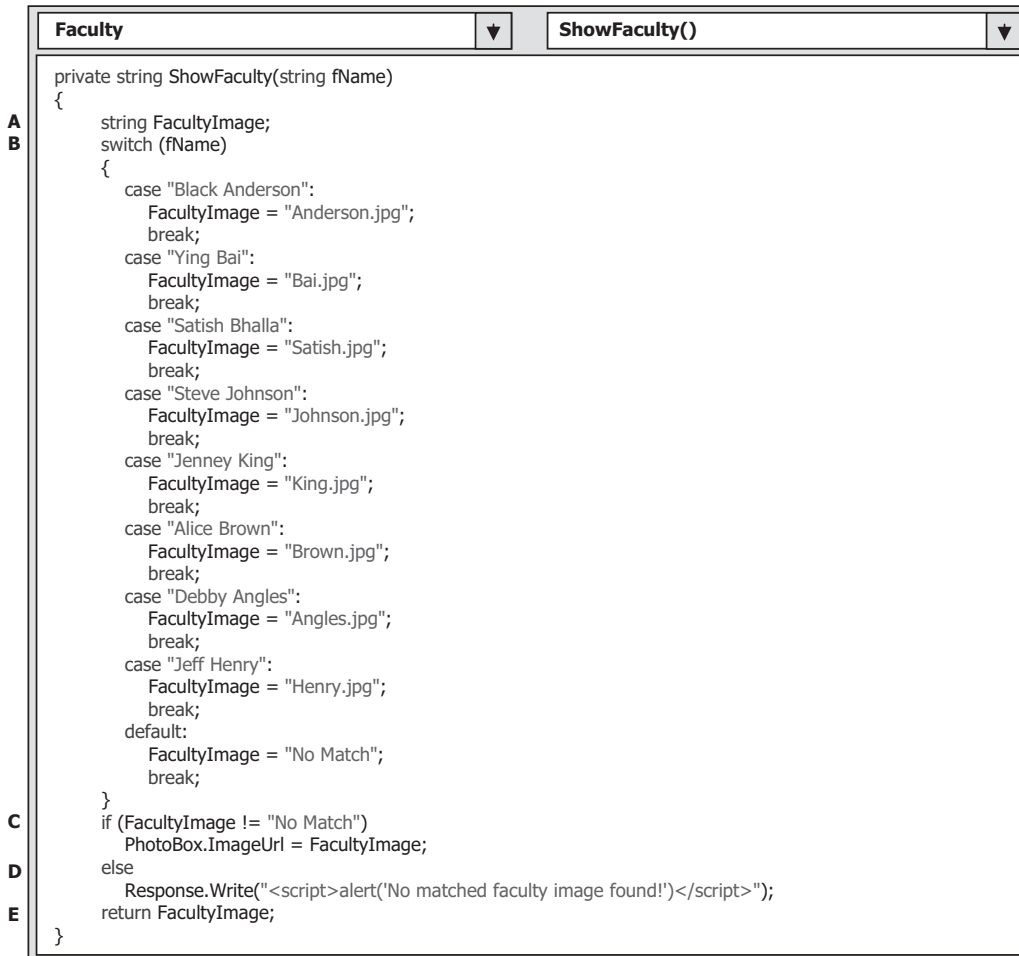 Faculty ShowFaculty()
private string ShowFaculty(string fName)
{
A string FacultyImage;
B switch (fName)
{
case "Black Anderson":
FacultyImage = "Anderson.jpg";
break;
case "Ying Bai":
FacultyImage = "Bai.jpg";
break;
case "Satish Bhalla":
FacultyImage = "Satish.jpg";
break;
case "Steve Johnson":
FacultyImage = "Johnson.jpg";
break;
case "Jenney King":
FacultyImage = "King.jpg";
break;
case "Alice Brown":
FacultyImage = "Brown.jpg";
break;
case "Debby Angles":
FacultyImage = "Angles.jpg";
break;
case "Jeff Henry":
FacultyImage = "Henry.jpg";
break;
default:
FacultyImage = "No Match";
break;
}
C if (FacultyImage != "No Match")
PhotoBox.ImageUrl = FacultyImage;
D else
Response.Write("<script>alert('No matched faculty image found!')</script>");
E return FacultyImage;
}